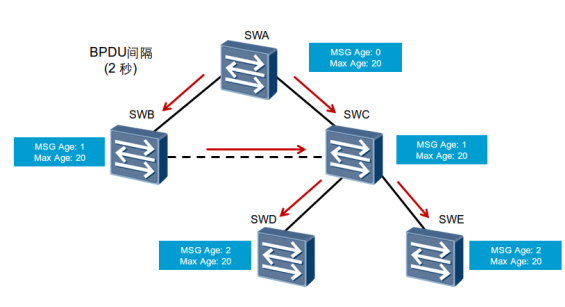 SWA
BPDU间隔
(2 秒)
MSG Age: 0
Max Age: 20
SWB
SWC
MSG Age: 1
Max Age: 20
MSG Age: 1
Max Age: 20
SWD
SWE
MSG Age: 2
Max Age: 20
MSG Age: 2
Max Age: 20